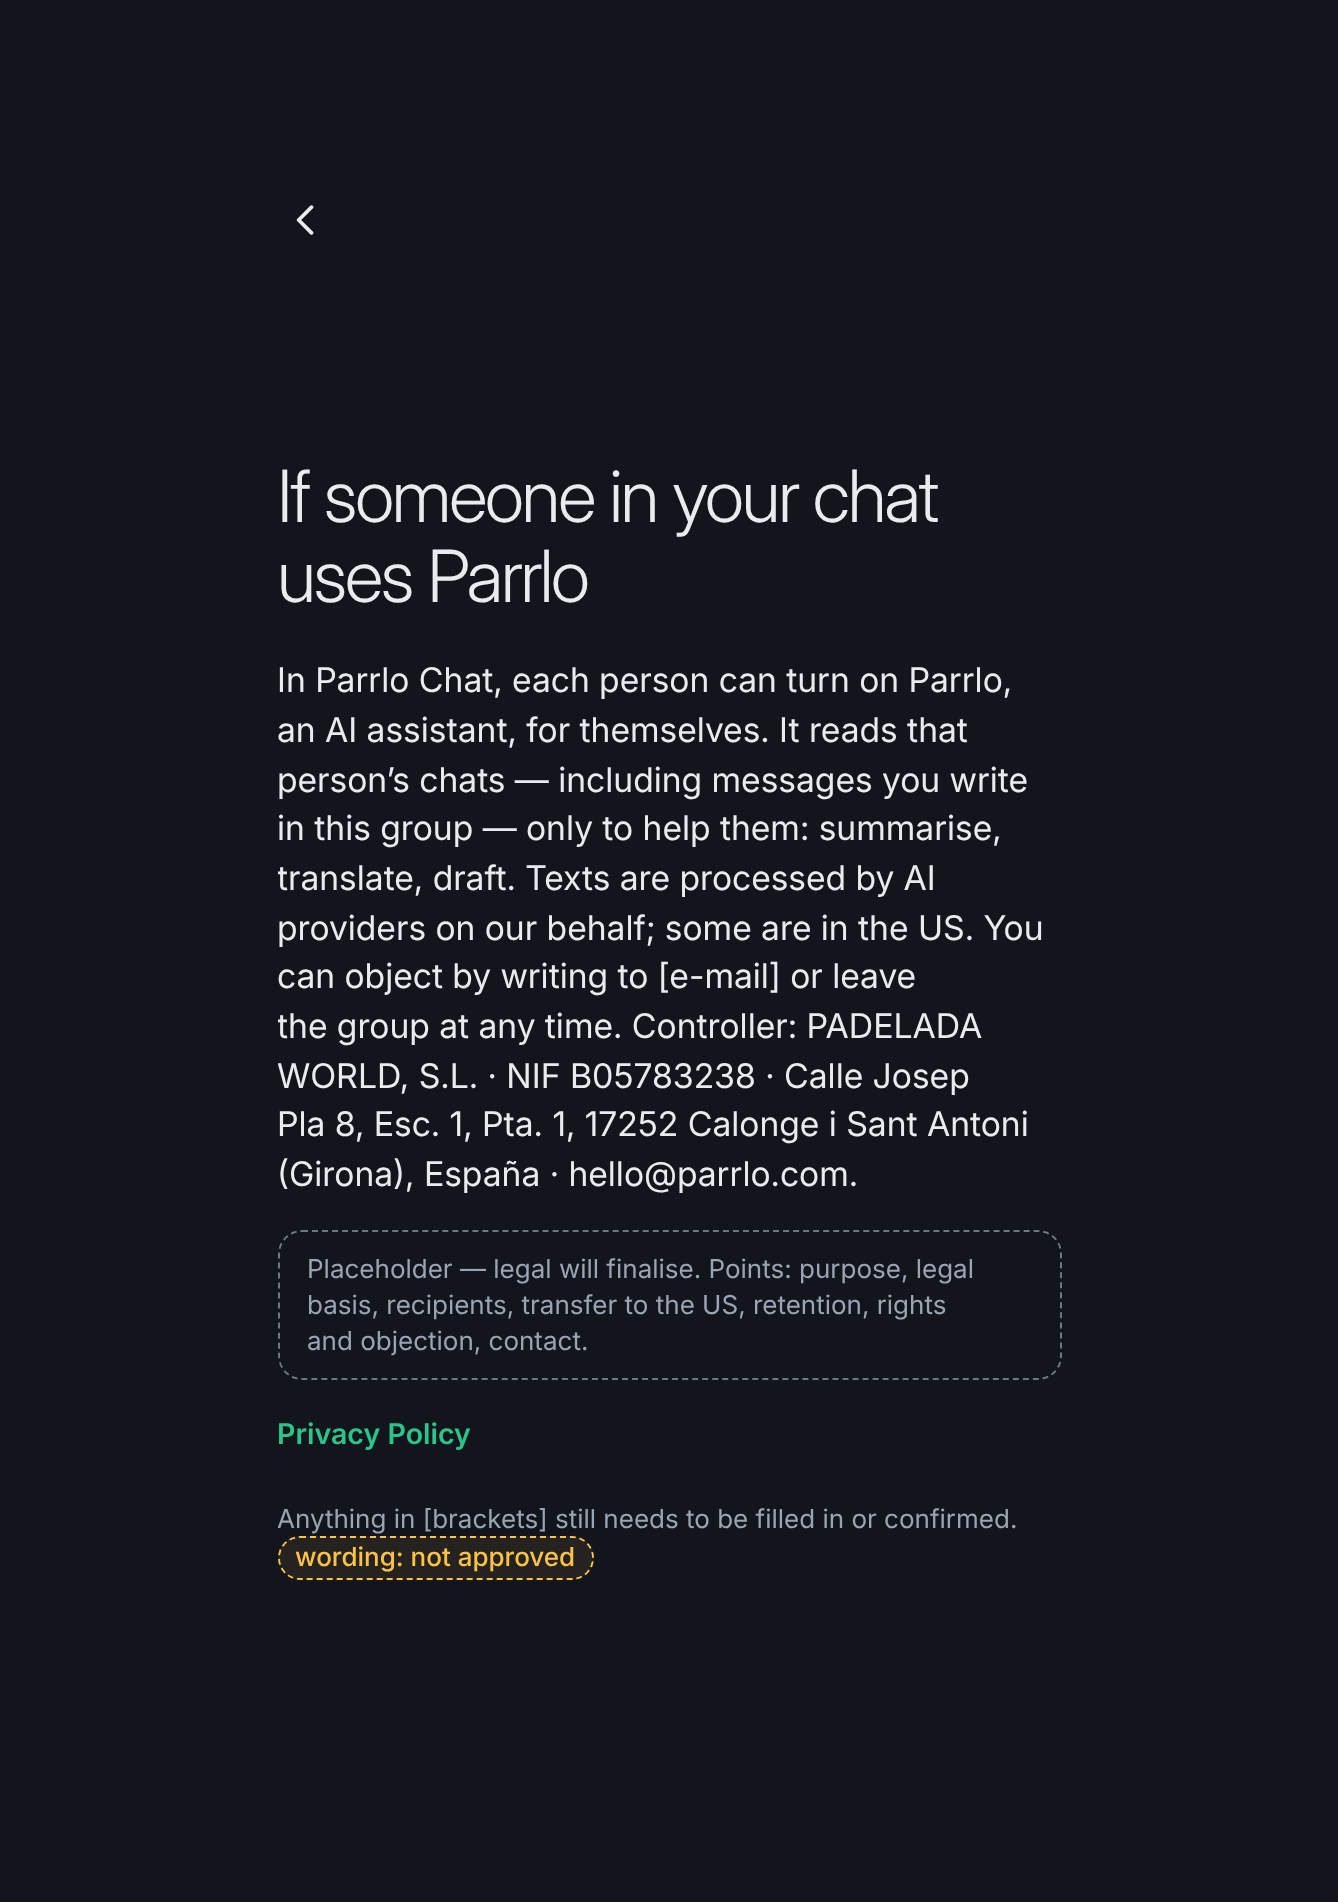 If someone in your chat
uses Parrlo
In Parrlo Chat, each person can turn on Parrlo,
an AI assistant, for themselves. It reads that
person’s chats — including messages you write
in this group — only to help them: summarise,
translate, draft. Texts are processed by AI
providers on our behalf; some are in the US. You
can object by writing to [e-mail] or leave
the group at any time. Controller: PADELADA
WORLD, S.L. · NIF B05783238 · Calle Josep
Pla 8, Esc. 1, Pta. 1, 17252 Calonge i Sant Antoni
(Girona), España · hello@parrlo.com.
Placeholder — legal will finalise. Points: purpose, legal
basis, recipients, transfer to the US, retention, rights
and objection, contact.
Privacy Policy
Anything in [brackets] still needs to be filled in or confirmed.
wording: not approved